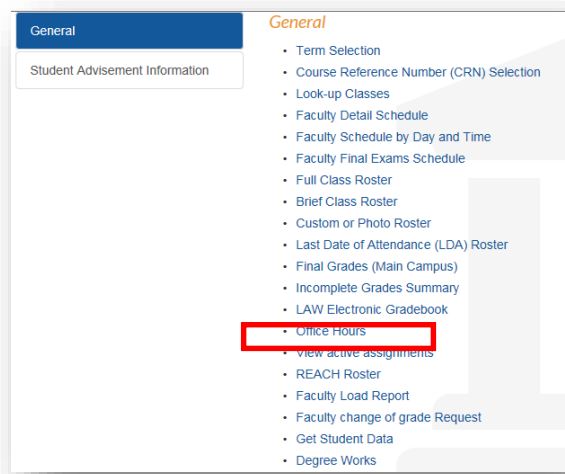 General
Student Advisement Information
General
• Term Selection
• Course Reference Number (CRN) Selection
• Look-up Classes
• Faculty Detail Schedule
• Faculty Schedule by Day and Time
• Faculty Final Exams Schedule
• Full Class Roster
• Brief Class Roster
• Custom or Photo Roster
• Last Date of Attendance (LDA) Roster
• Final Grades (Main Campus)
• Incomplete Grades Summary
• LAW Electronic Gradebook
• Office Hours
• View active assignments
• REACH Roster
• Faculty Load Report
• Faculty change of grade Request
• Get Student Data
• Degree Works